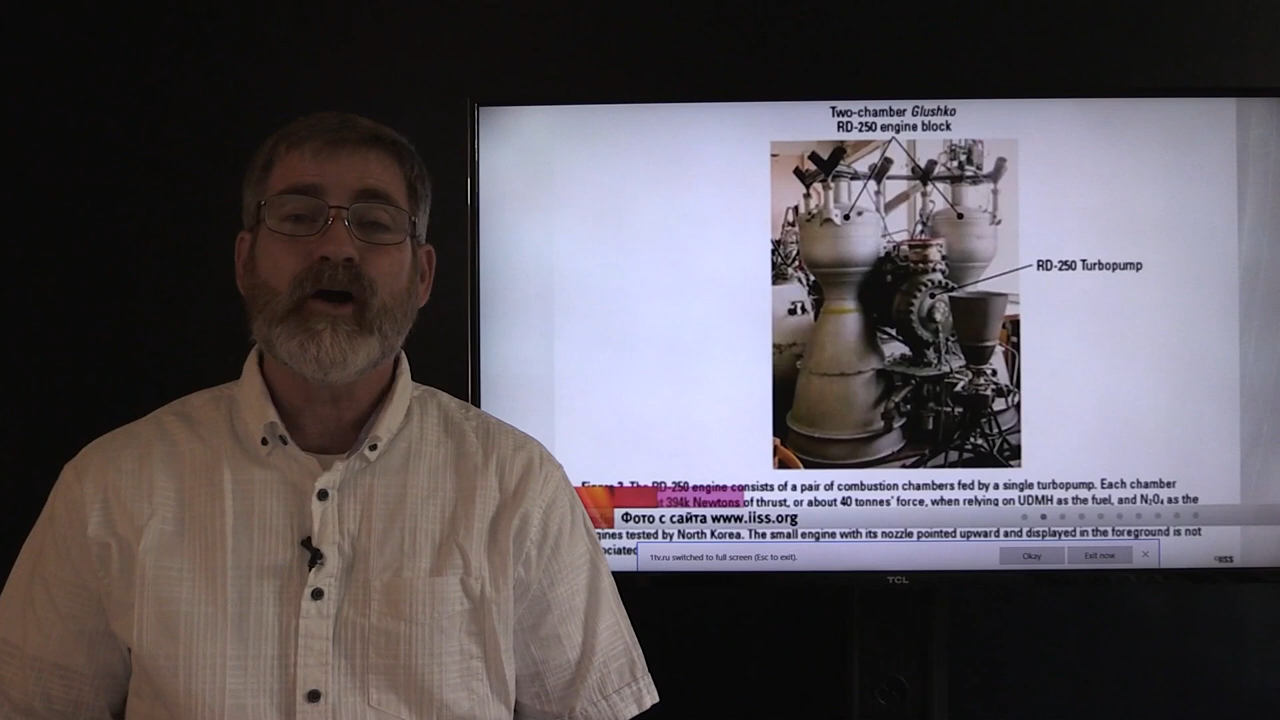 Two-chamber Glushko
RD-250 engine block
RD-250 Turbopump
The RD-250 engine consists of a pair of combustion chambers fed by a single turbopump. Each chamber
394k Newtons of thrust, or about 40 tonnes' force, when relying on UDMH as the fuel, and N₂O₄ as the
Фото с сайта www.iiss.org
tested by North Korea. The small engine with its nozzle pointed upward and displayed in the foreground is not
1tv.ru switched to full screen (Esc to exit).
Okay
Exit now
IISS
TCL